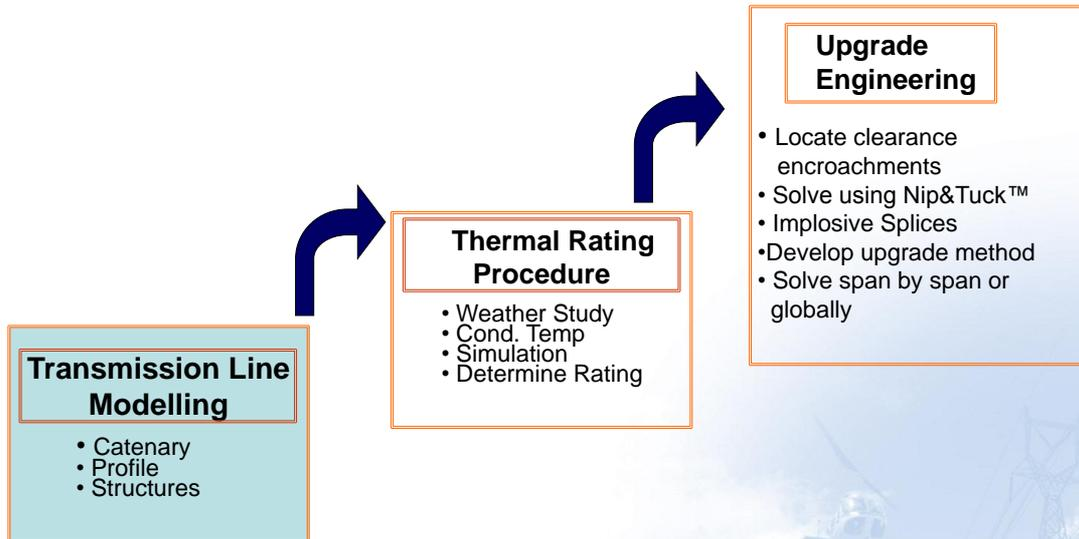 Transmission Line
Modelling
• Catenary
• Profile
• Structures
Thermal Rating
Procedure
• Weather Study
• Cond. Temp
• Simulation
• Determine Rating
Upgrade
Engineering
• Locate clearance
encroachments
• Solve using Nip&Tuck™
• Implosive Splices
•Develop upgrade method
• Solve span by span or
globally